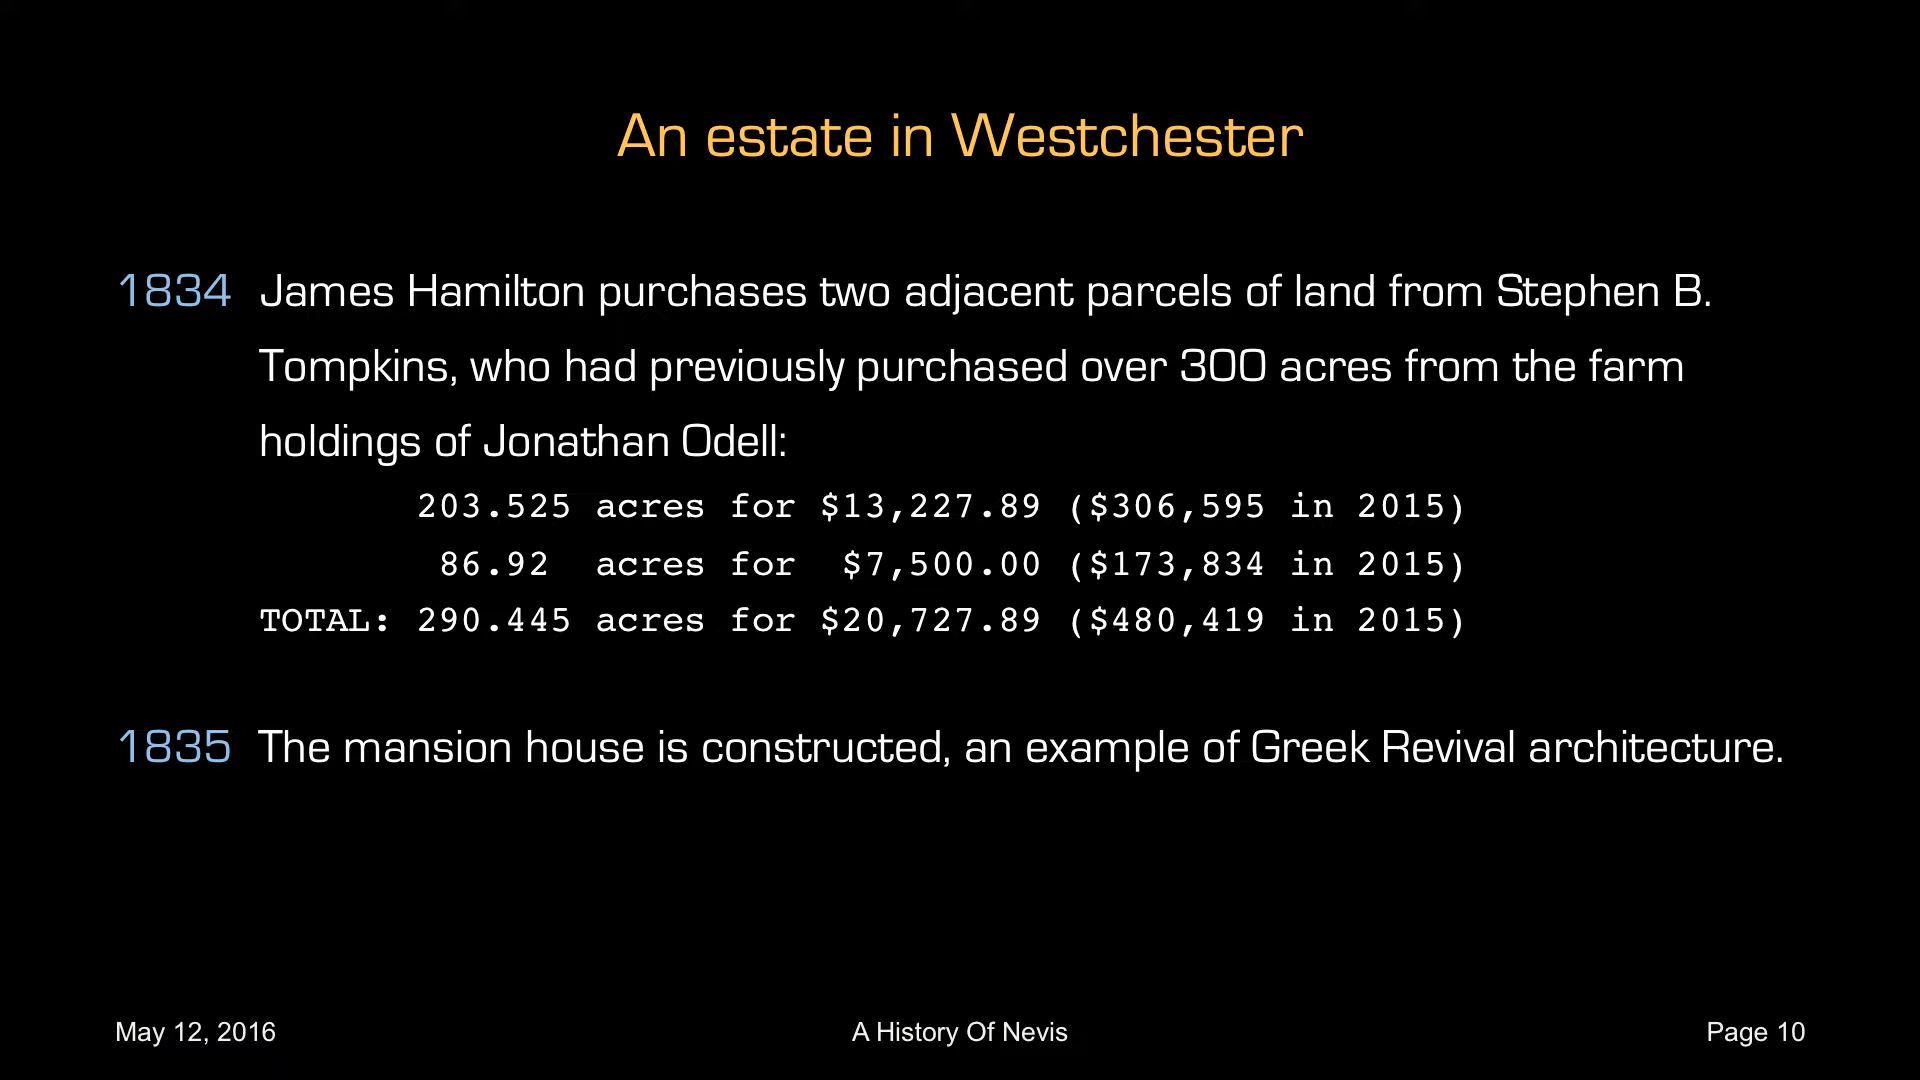 An estate in Westchester
1834 James Hamilton purchases two adjacent parcels of land from Stephen B.
Tompkins, who had previously purchased over 300 acres from the farm
holdings of Jonathan Odell:
203.525 acres for $13,227.89 ($306,595 in 2015)
86.92 acres for $7,500.00 ($173,834 in 2015)
TOTAL: 290.445 acres for $20,727.89 ($480,419 in 2015)
1835 The mansion house is constructed, an example of Greek Revival architecture.
May 12, 2016 A History Of Nevis Page 10